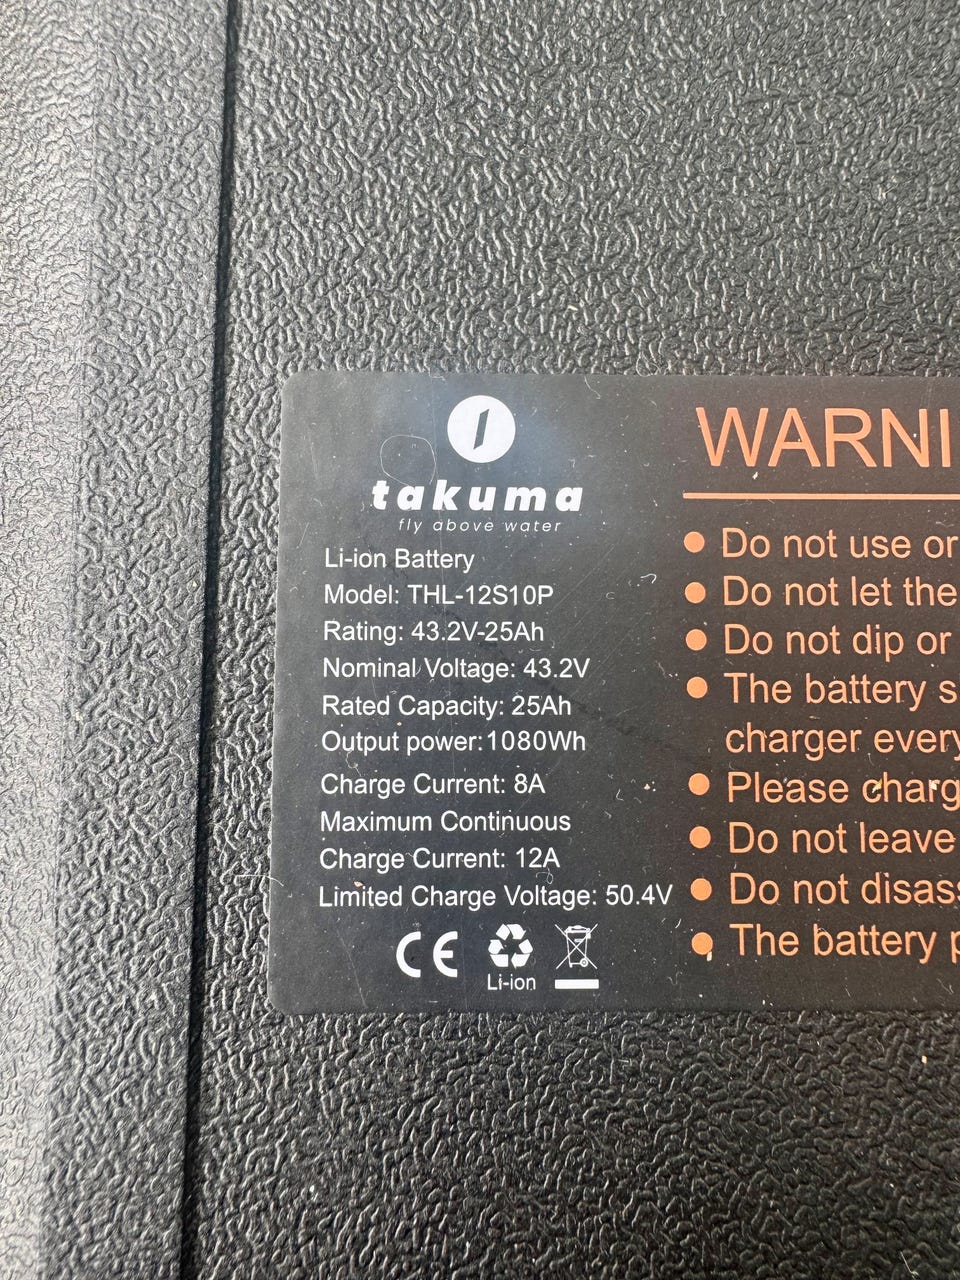 takuma
fly above water
Li-ion Battery
Model: THL-12S10P
Rating: 43.2V-25Ah
Nominal Voltage: 43.2V
Rated Capacity: 25Ah
Output power:1080Wh
Charge Current: 8A
Maximum Continuous
Charge Current: 12A
Limited Charge Voltage: 50.4V
CE
Li-ion
WARNI
Do not use or
Do not let the
Do not dip or
The battery s
charger every
Please charg
Do not leave
Do not disass
The battery p